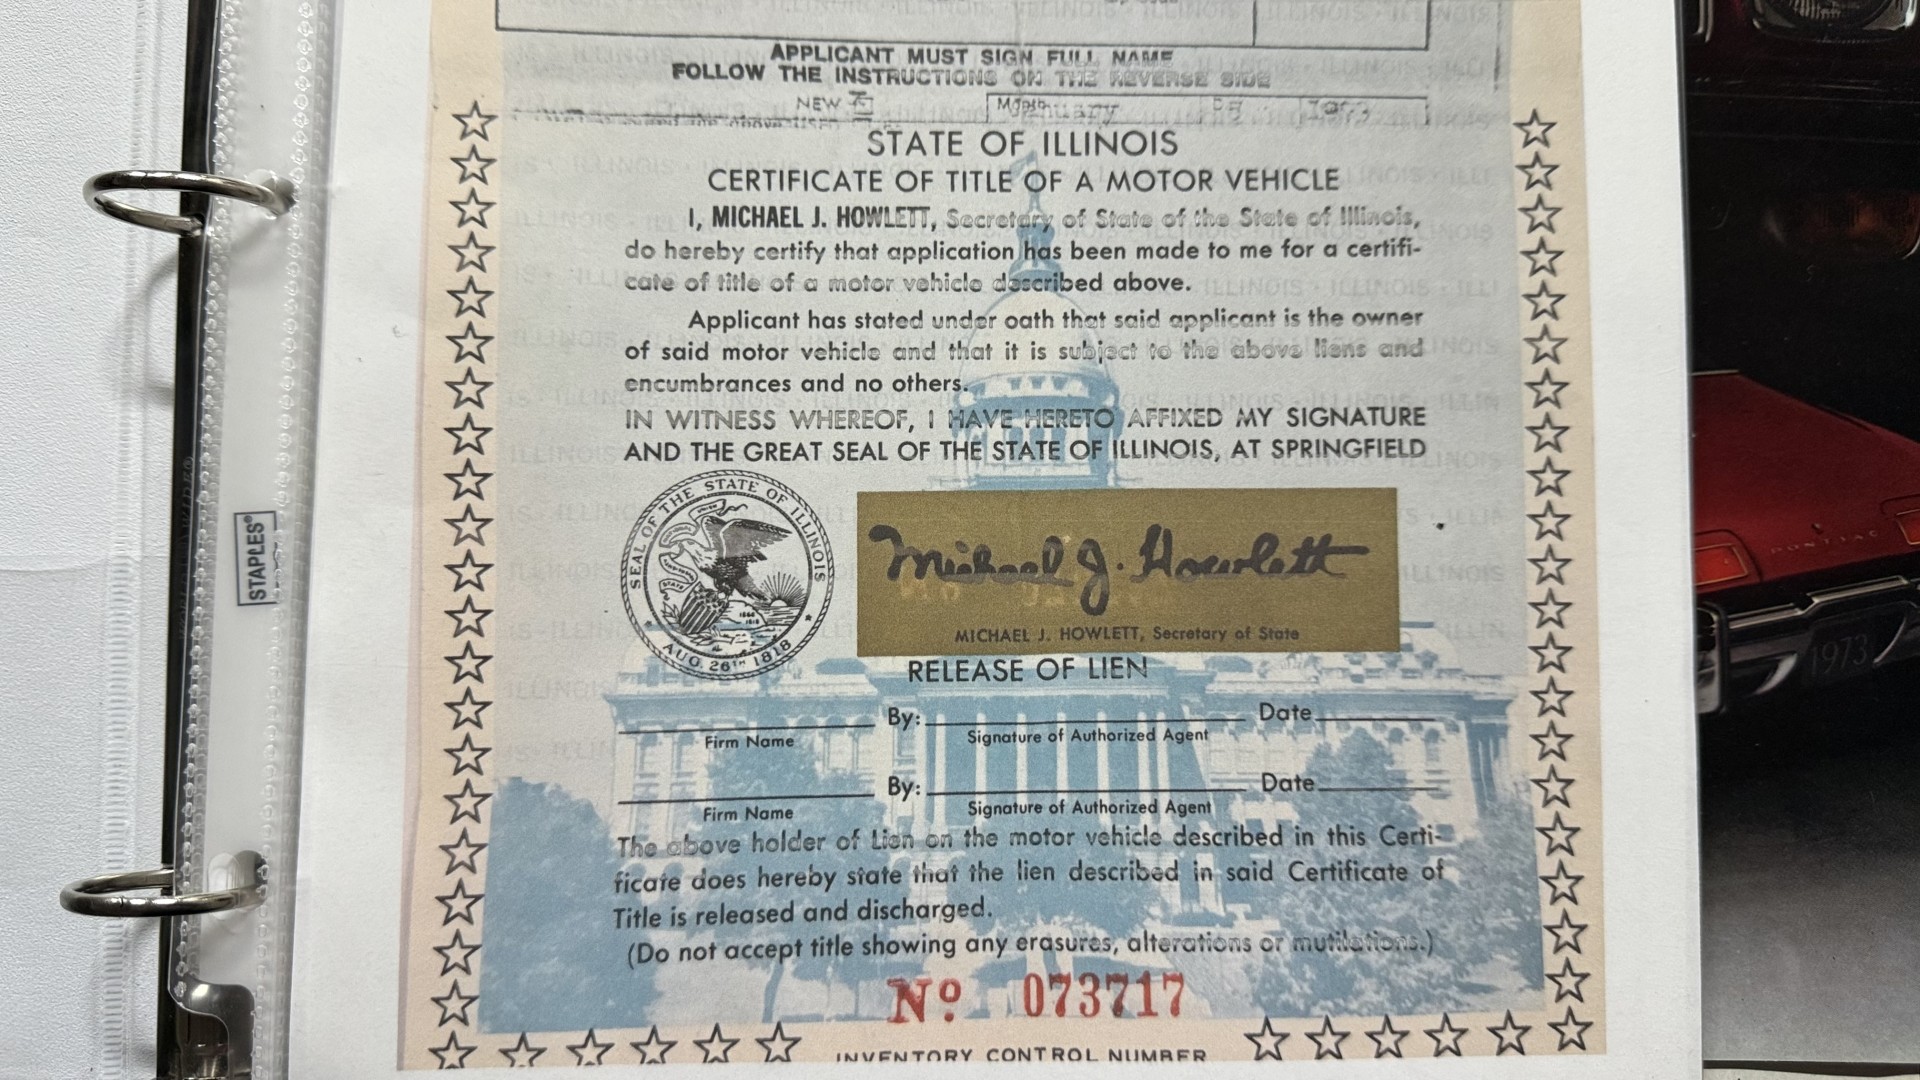 APPLICANT MUST SIGN FULL NAME
FOLLOW THE INSTRUCTIONS ON THE REVERSE SIDE
NEW
Month
STATE OF ILLINOIS
CERTIFICATE OF TITLE OF A MOTOR VEHICLE
I, MICHAEL J. HOWLETT, Secretary of State of the State of Illinois,
do hereby certify that application has been made to me for a certifi-
cate of title of a motor vehicle described above.
Applicant has stated under oath that said applicant is the owner
of said motor vehicle and that it is subject to the above liens and
encumbrances and no others.
IN WITNESS WHEREOF, I HAVE HERETO AFFIXED MY SIGNATURE
AND THE GREAT SEAL OF THE STATE OF ILLINOIS, AT SPRINGFIELD
SEAL OF THE STATE OF ILLINOIS
AUG. 26TH 1818
Michael J. Howlett
MICHAEL J. HOWLETT, Secretary of State
RELEASE OF LIEN
By: Date
Firm Name Signature of Authorized Agent
By: Date
Firm Name Signature of Authorized Agent
The above holder of Lien on the motor vehicle described in this Certi-
ficate does hereby state that the lien described in said Certificate of
Title is released and discharged.
(Do not accept title showing any erasures, alterations or mutilations.)
No. 073717
INVENTORY CONTROL NUMBER
STAPLES®
PONTIAC
1973